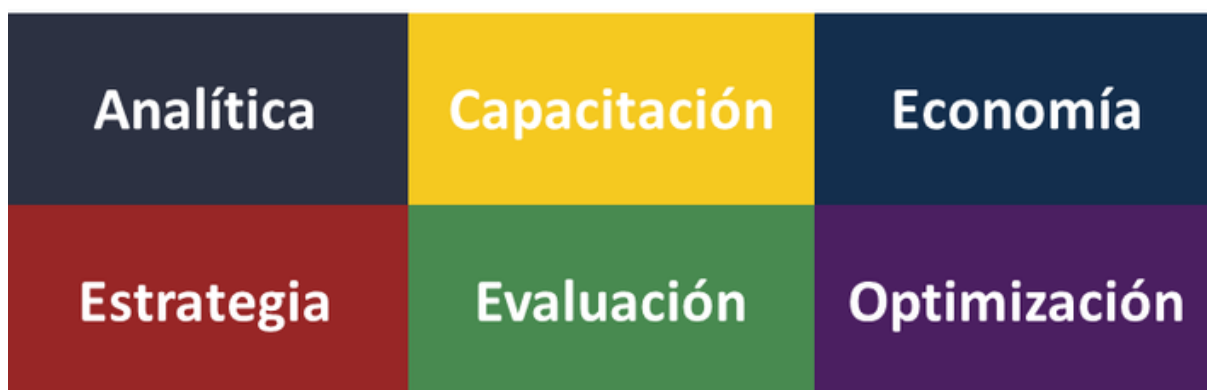 Analítica
Capacitación
Economía
Estrategia
Evaluación
Optimización